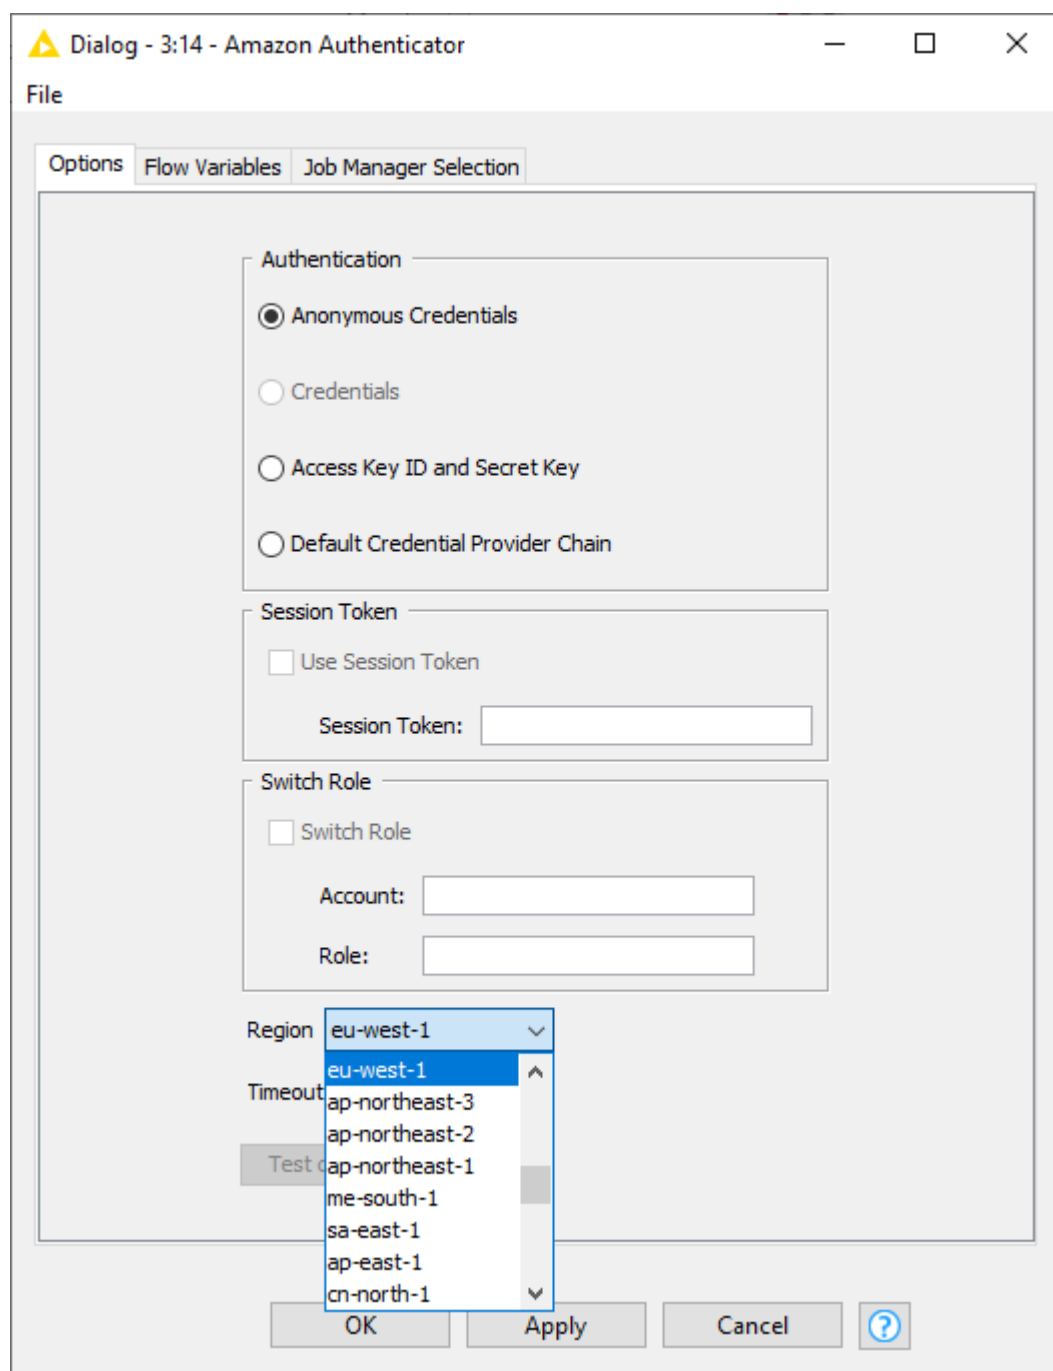 Dialog - 3:14 - Amazon Authenticator
File
Options Flow Variables Job Manager Selection
Authentication
Anonymous Credentials
Credentials
Access Key ID and Secret Key
Default Credential Provider Chain
Session Token
Use Session Token
Session Token:
Switch Role
Switch Role
Account:
Role:
Region eu-west-1
eu-west-1
Timeout
ap-northeast-3
ap-northeast-2
Test
ap-northeast-1
me-south-1
sa-east-1
ap-east-1
cn-north-1
OK Apply Cancel ?